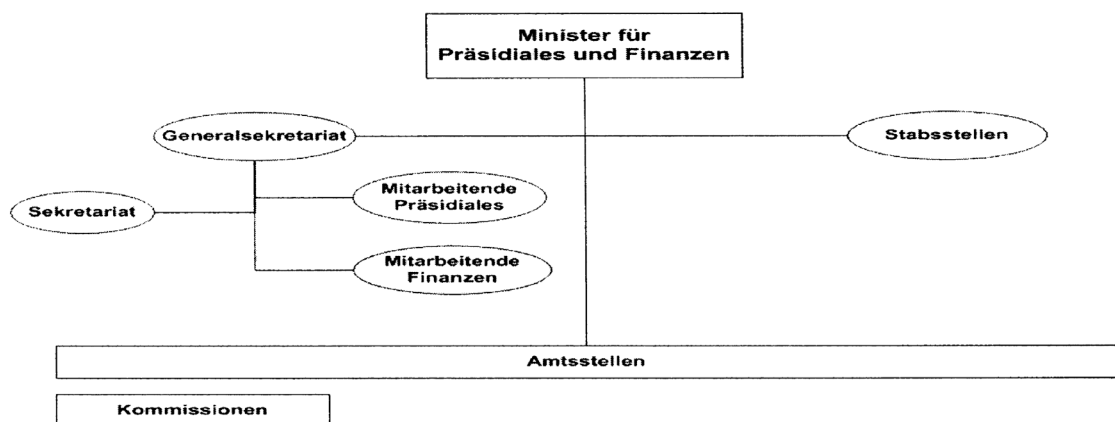 Minister für
Präsidiales und Finanzen
Generalsekretariat
Stabsstellen
Mitarbeitende
Präsidiales
Sekretariat
Mitarbeitende
Finanzen
Amtsstellen
Kommissionen